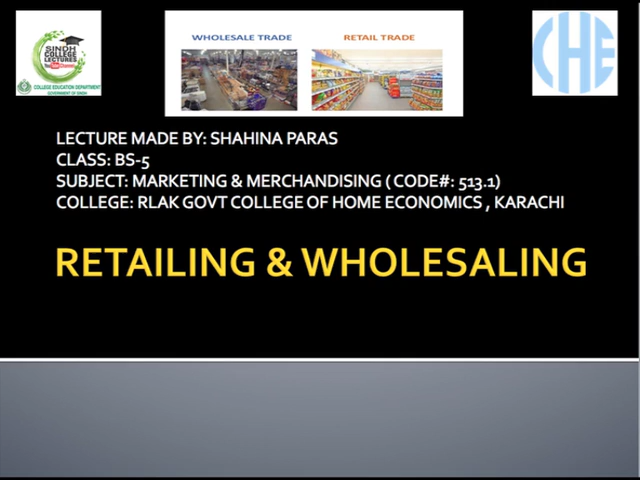 SINDH
COLLEGE
LECTURES
YouTube Channel
COLLEGE EDUCATION DEPARTMENT
GOVERNMENT OF SINDH
WHOLESALE TRADE
RETAIL TRADE
CHE
LECTURE MADE BY: SHAHINA PARAS
CLASS: BS-5
SUBJECT: MARKETING & MERCHANDISING ( CODE#: 513.1)
COLLEGE: RLAK GOVT COLLEGE OF HOME ECONOMICS , KARACHI
RETAILING & WHOLESALING